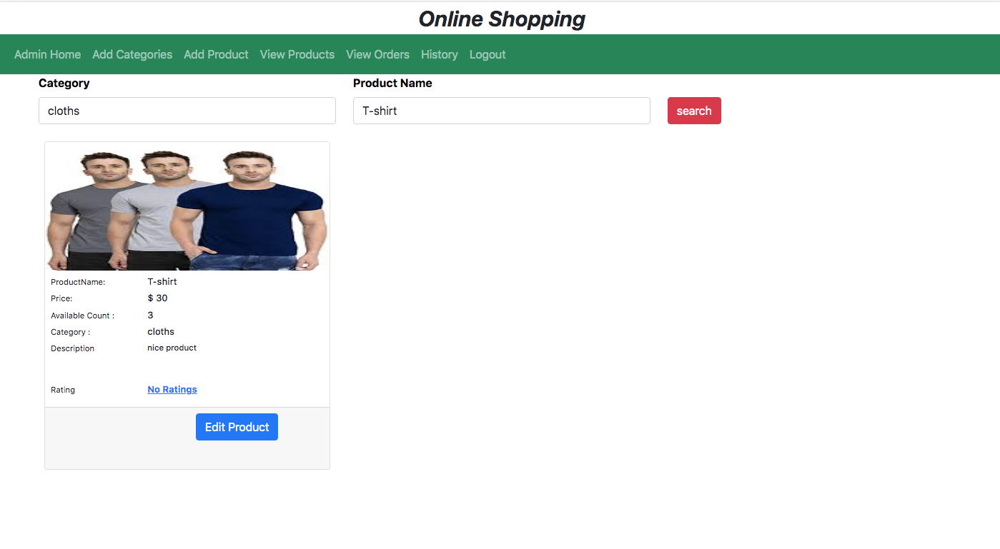 Online Shopping
Admin Home Add Categories Add Product View Products View Orders History Logout
Category Product Name
cloths T-shirt search
ProductName: T-shirt
Price: $ 30
Available Count : 3
Category : cloths
Description nice product
Rating No Ratings
Edit Product